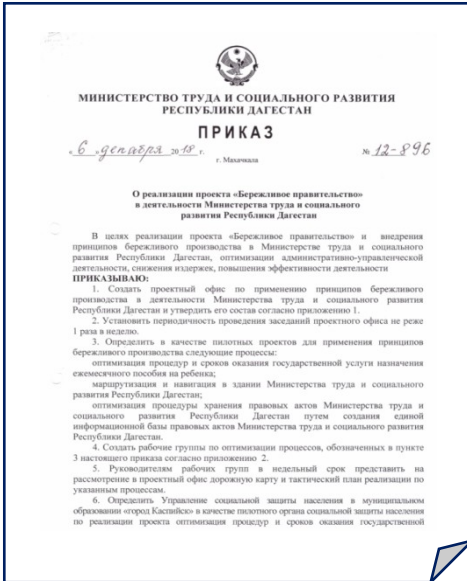 МИНИСТЕРСТВО ТРУДА И СОЦИАЛЬНОГО РАЗВИТИЯ
РЕСПУБЛИКИ ДАГЕСТАН
ПРИКАЗ
« 6 » декабря 2018 г. № 12-896
г. Махачкала
О реализации проекта «Бережливое правительство»
в деятельности Министерства труда и социального
развития Республики Дагестан
В целях реализации проекта «Бережливое правительство» и внедрения
принципов бережливого производства в Министерстве труда и социального
развития Республики Дагестан, оптимизации административно-управленческой
деятельности, снижения издержек, повышения эффективности деятельности
ПРИКАЗЫВАЮ:
1. Создать проектный офис по применению принципов бережливого
производства в деятельности Министерства труда и социального развития
Республики Дагестан и утвердить его состав согласно приложению 1.
2. Установить периодичность проведения заседаний проектного офиса не реже
1 раза в неделю.
3. Определить в качестве пилотных проектов для применения принципов
бережливого производства следующие процессы:
оптимизация процедур и сроков оказания государственной услуги назначения
ежемесячного пособия на ребенка;
маршрутизация и навигация в здании Министерства труда и социального
развития Республики Дагестан;
оптимизация процедуры хранения правовых актов Министерства труда и
социального развития Республики Дагестан путем создания единой
информационной базы правовых актов Министерства труда и социального развития
Республики Дагестан.
4. Создать рабочие группы по оптимизации процессов, обозначенных в пункте
3 настоящего приказа согласно приложению 2.
5. Руководителям рабочих групп в недельный срок представить на
рассмотрение в проектный офис дорожную карту и тактический план реализации по
указанным процессам.
6. Определить Управление социальной защиты населения в муниципальном
образовании «город Каспийск» в качестве пилотного органа социальной защиты населения
по реализации проекта оптимизация процедур и сроков оказания государственной